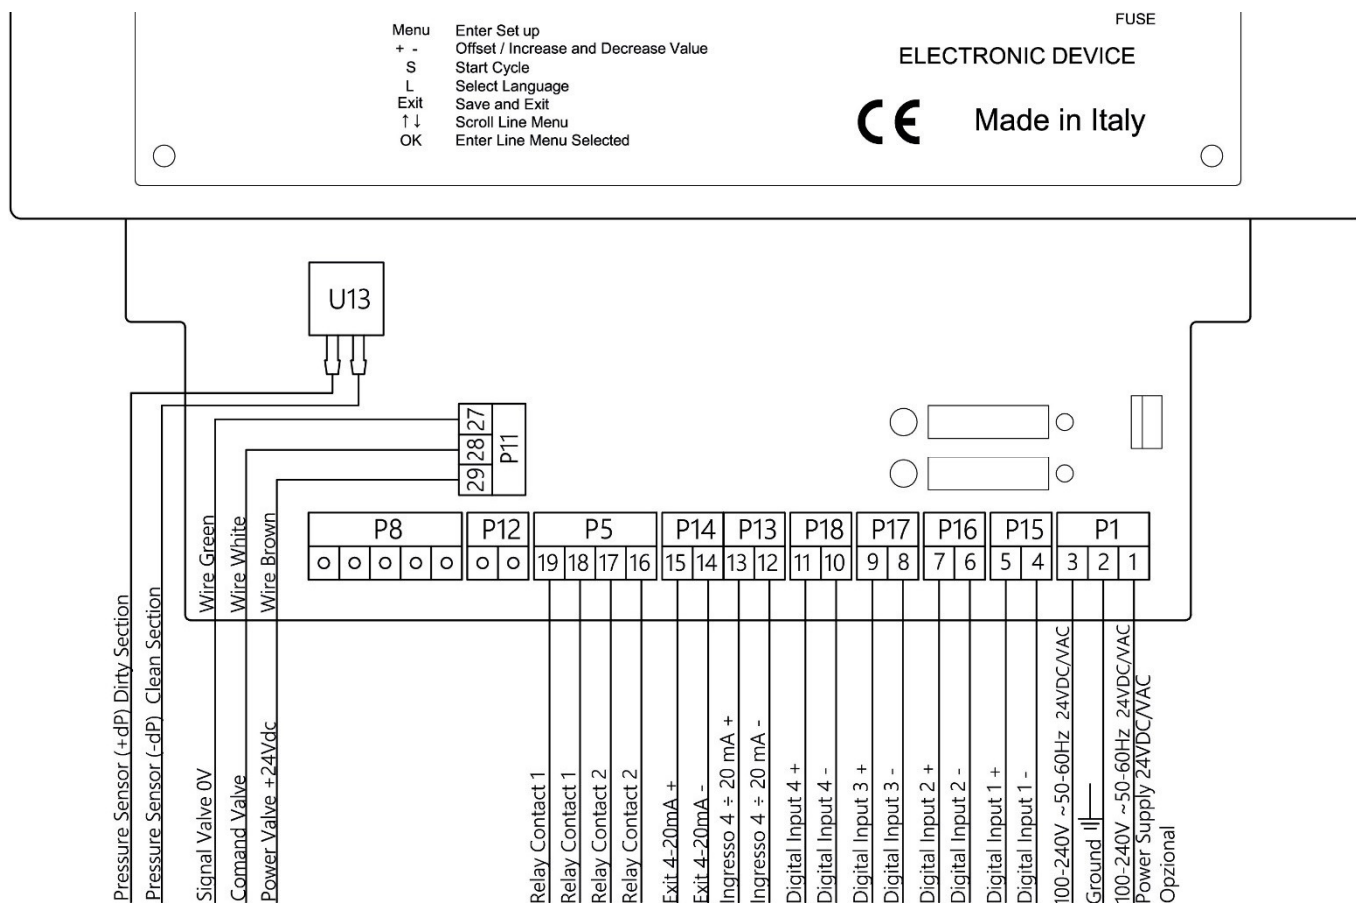 FUSE
Menu Enter Set up
+ - Offset / Increase and Decrease Value
S Start Cycle
L Select Language
Exit Save and Exit
↑↓ Scroll Line Menu
OK Enter Line Menu Selected
ELECTRONIC DEVICE
CE Made in Italy
U13
27
28
29
P11
P8 P12 P5 P14 P13 P18 P17 P16 P15 P1
19 18 17 16 15 14 13 12 11 10 9 8 7 6 5 4 3 2 1
Pressure Sensor (+dP) Dirty Section
Pressure Sensor (-dP) Clean Section
Wire Green
Signal Valve 0V
Wire White
Comand Valve
Wire Brown
Power Valve +24Vdc
Relay Contact 1
Relay Contact 1
Relay Contact 2
Relay Contact 2
Exit 4-20mA +
Exit 4-20mA -
Ingresso 4 ÷ 20 mA +
Ingresso 4 ÷ 20 mA -
Digital Input 4 +
Digital Input 4 -
Digital Input 3 +
Digital Input 3 -
Digital Input 2 +
Digital Input 2 -
Digital Input 1 +
Digital Input 1 -
100-240V ~50-60Hz 24VDC/VAC
Ground
100-240V ~50-60Hz 24VDC/VAC
Power Supply 24VDC/VAC
Opzional